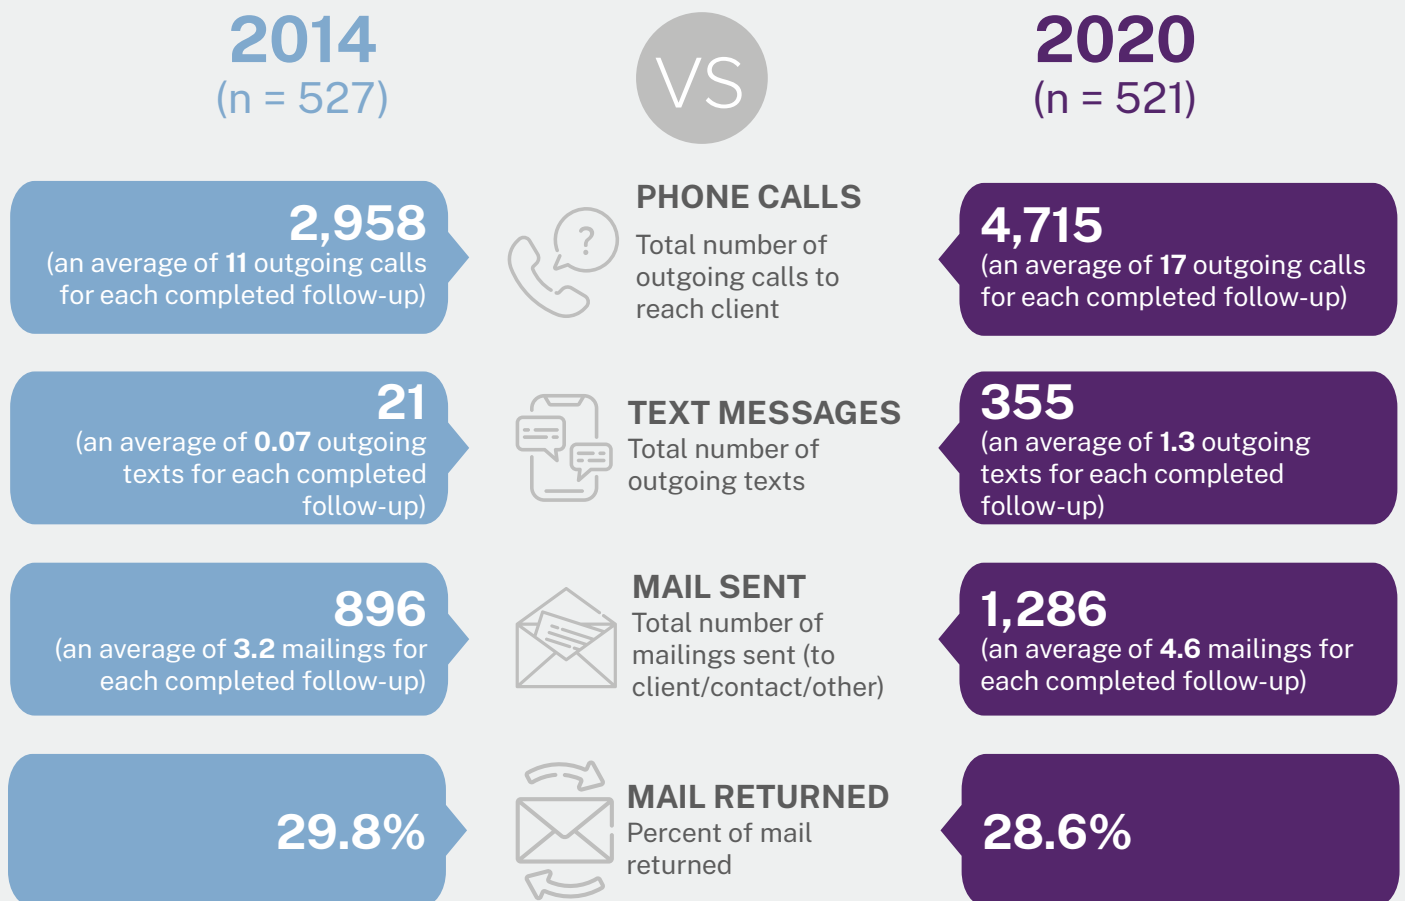 2014
(n = 527)
VS
2020
(n = 521)
2,958
(an average of 11 outgoing calls
for each completed follow-up)
PHONE CALLS
Total number of
outgoing calls to
reach client
?
4,715
(an average of 17 outgoing calls
for each completed follow-up)
21
(an average of 0.07 outgoing
texts for each completed
follow-up)
TEXT MESSAGES
Total number of
outgoing texts
355
(an average of 1.3 outgoing
texts for each completed
follow-up)
896
(an average of 3.2 mailings for
each completed follow-up)
MAIL SENT
Total number of
mailings sent (to
client/contact/other)
1,286
(an average of 4.6 mailings for
each completed follow-up)
29.8%
MAIL RETURNED
Percent of mail
returned
28.6%